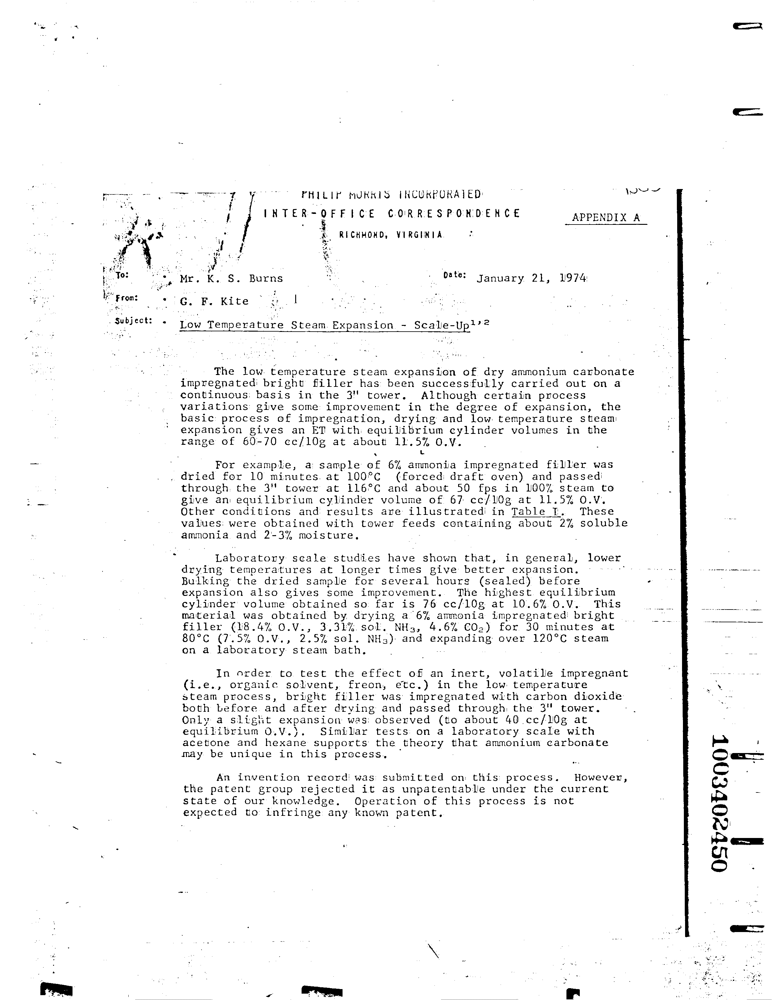 PHILIP MORRIS INCORPORATED
INTER-OFFICE CORRESPONDENCE
APPENDIX A
RICHMOND, VIRGINIA
To: Mr. K. S. Burns Date: January 21, 1974
From: G. F. Kite
Subject: Low Temperature Steam Expansion - Scale-Up1,2
The low temperature steam expansion of dry ammonium carbonate
impregnated bright filler has been successfully carried out on a
continuous basis in the 3" tower. Although certain process
variations give some improvement in the degree of expansion, the
basic process of impregnation, drying and low temperature steam
expansion gives an ET with equilibrium cylinder volumes in the
range of 60-70 cc/10g at about 11.5% O.V.
For example, a sample of 6% ammonia impregnated filler was
dried for 10 minutes at 100°C (forced draft oven) and passed
through the 3" tower at 116°C and about 50 fps in 100% steam to
give an equilibrium cylinder volume of 67 cc/10g at 11.5% O.V.
Other conditions and results are illustrated in Table I. These
values were obtained with tower feeds containing about 2% soluble
ammonia and 2-3% moisture.
Laboratory scale studies have shown that, in general, lower
drying temperatures at longer times give better expansion.
Bulking the dried sample for several hours (sealed) before
expansion also gives some improvement. The highest equilibrium
cylinder volume obtained so far is 76 cc/10g at 10.6% O.V. This
material was obtained by drying a 6% ammonia impregnated bright
filler (18.4% O.V., 3.31% sol. NH3, 4.6% CO2) for 30 minutes at
80°C (7.5% O.V., 2.5% sol. NH3) and expanding over 120°C steam
on a laboratory steam bath.
In order to test the effect of an inert, volatile impregnant
(i.e., organic solvent, freon, etc.) in the low temperature
steam process, bright filler was impregnated with carbon dioxide
both before and after drying and passed through the 3" tower.
Only a slight expansion was observed (to about 40 cc/10g at
equilibrium O.V.). Similar tests on a laboratory scale with
acetone and hexane supports the theory that ammonium carbonate
may be unique in this process.
An invention record was submitted on this process. However,
the patent group rejected it as unpatentable under the current
state of our knowledge. Operation of this process is not
expected to infringe any known patent.
1003402450